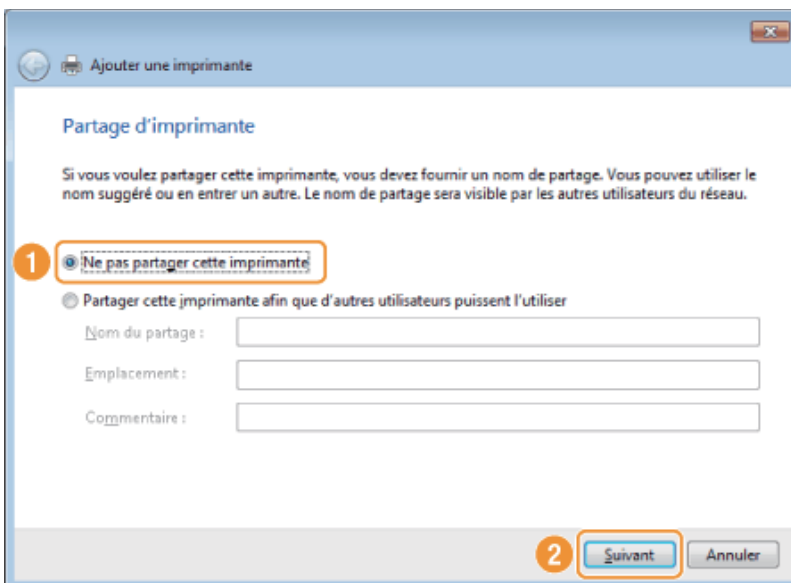 Ajouter une imprimante
Partage d'imprimante
Si vous voulez partager cette imprimante, vous devez fournir un nom de partage. Vous pouvez utiliser le
nom suggéré ou en entrer un autre. Le nom de partage sera visible par les autres utilisateurs du réseau.
1 Ne pas partager cette imprimante
Partager cette imprimante afin que d'autres utilisateurs puissent l'utiliser
Nom du partage :
Emplacement :
Commentaire :
2 Suivant Annuler